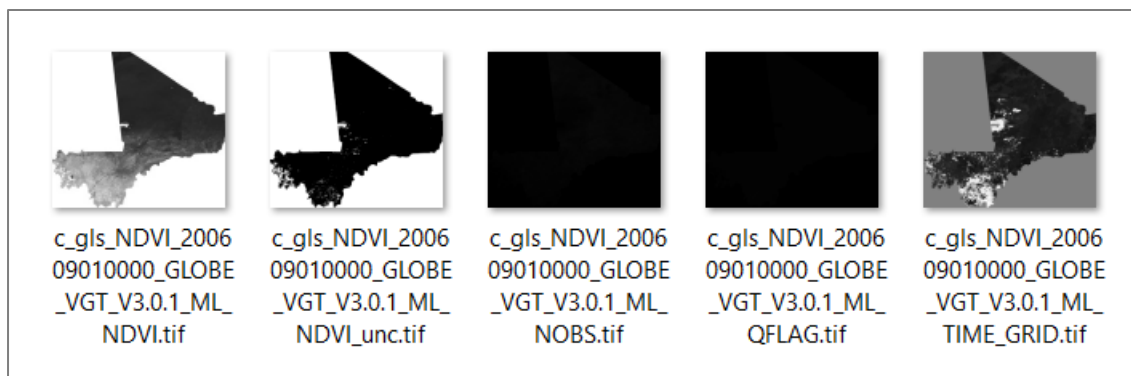 c_gls_NDVI_2006
09010000_GLOBE
_VGT_V3.0.1_ML_
NDVI.tif
c_gls_NDVI_2006
09010000_GLOBE
_VGT_V3.0.1_ML_
NDVI_unc.tif
c_gls_NDVI_2006
09010000_GLOBE
_VGT_V3.0.1_ML_
NOBS.tif
c_gls_NDVI_2006
09010000_GLOBE
_VGT_V3.0.1_ML_
QFLAG.tif
c_gls_NDVI_2006
09010000_GLOBE
_VGT_V3.0.1_ML_
TIME_GRID.tif